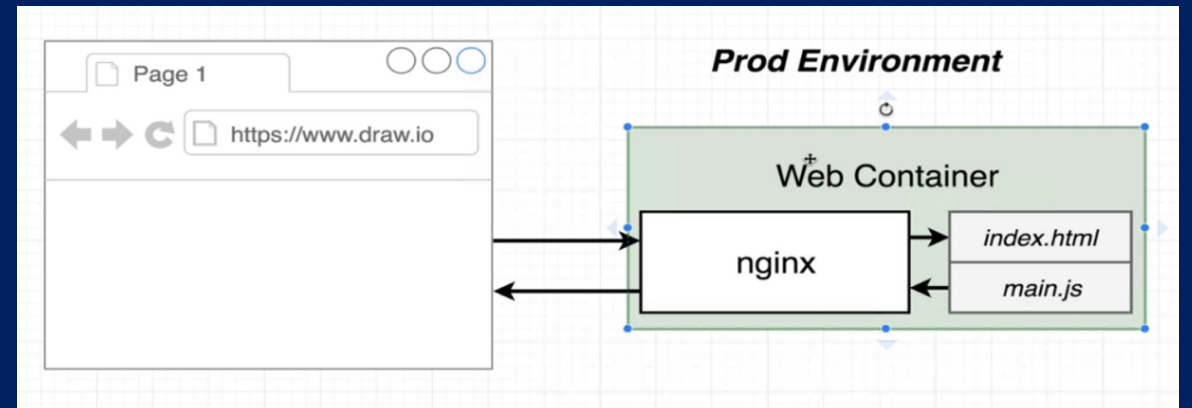 Page 1
https://www.draw.io
Prod Environment
Web Container
nginx
index.html
main.js